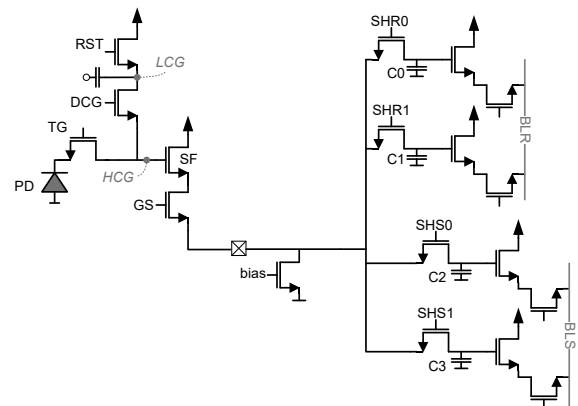 SHR0
RST
LCG
C0
DCG
BLR
SHR1
TG
SF
C1
HCG
PD
GS
SHS0
bias
C2
BLS
SHS1
C3